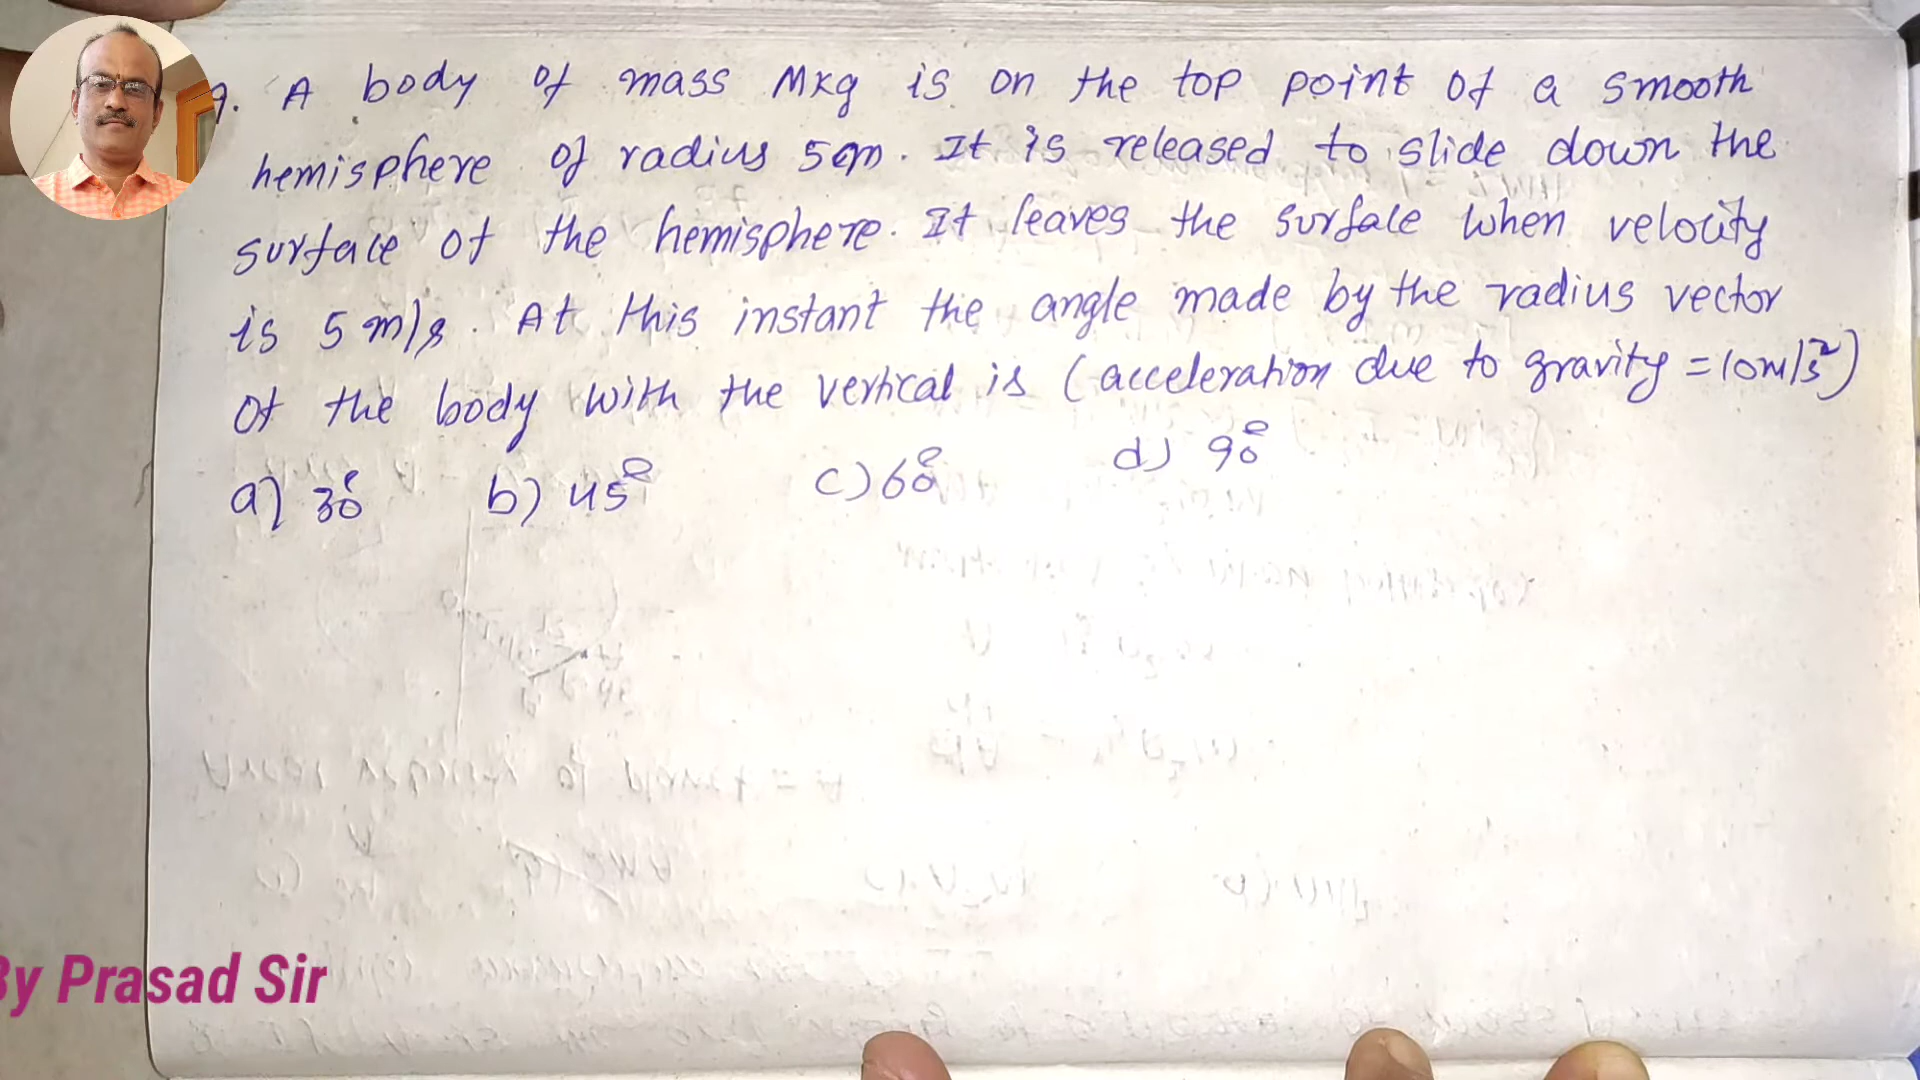 9. A body of mass Mkg is on the top point of a smooth
hemisphere of radius 5m. It is released to slide down the
surface of the hemisphere. It leaves the surface when velocity
is 5 m/s. At this instant the angle made by the radius vector
of the body with the vertical is (acceleration due to gravity = 10m/s²)
a) 30° b) 45° c) 60° d) 90°
By Prasad Sir